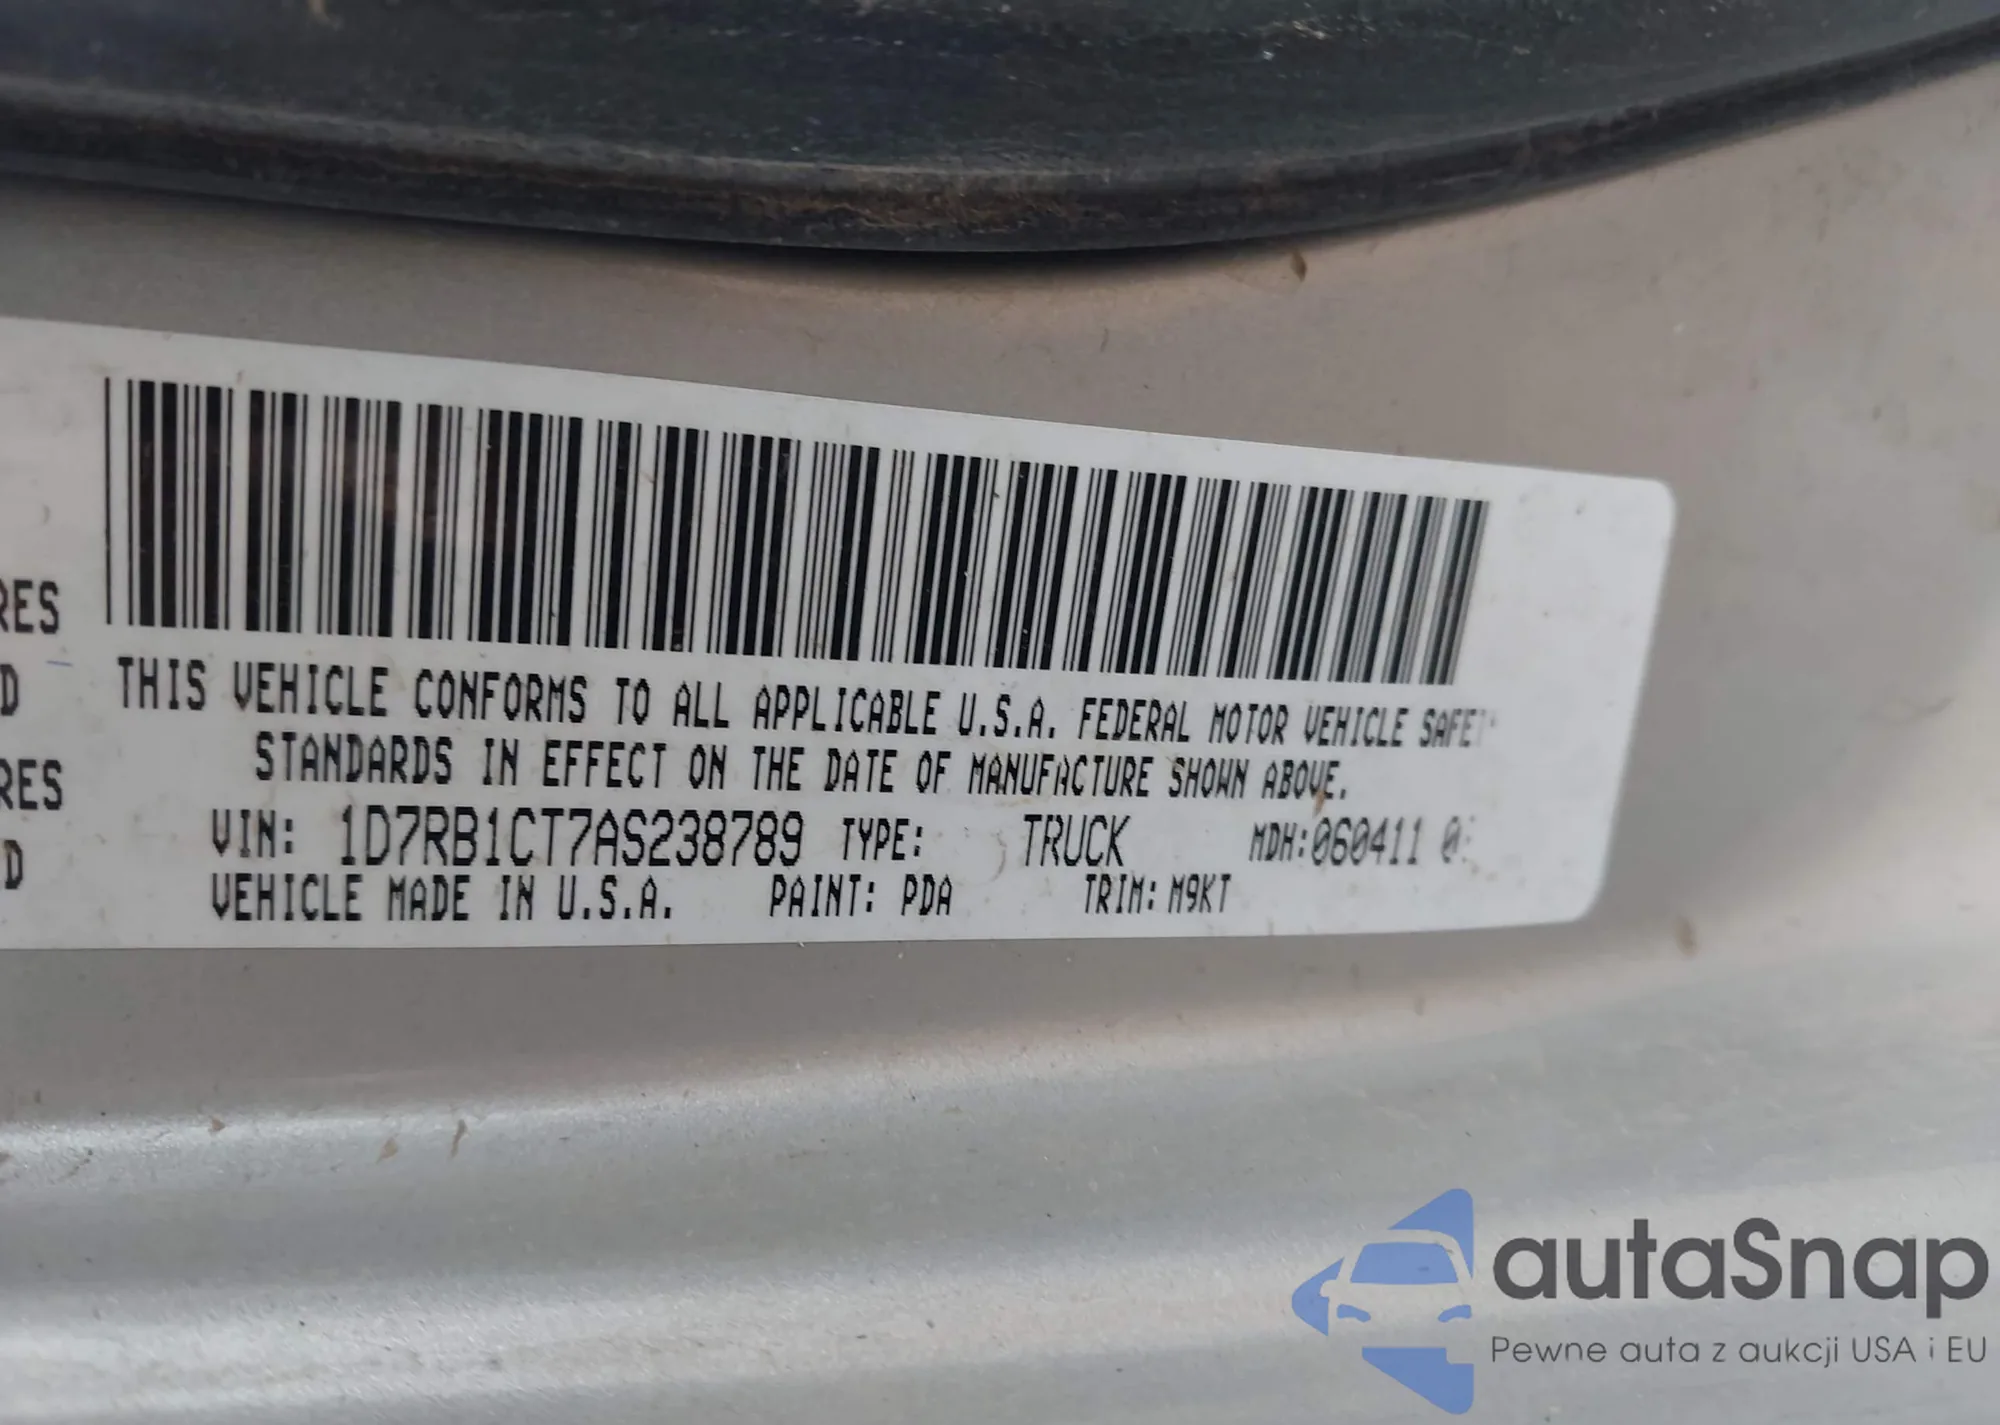 RES
D
RES
D
THIS VEHICLE CONFORMS TO ALL APPLICABLE U.S.A. FEDERAL MOTOR VEHICLE
STANDARDS IN EFFECT ON THE DATE OF MANUFACTURE SHOWN ABOVE.
VIN: 1D7RB1CT7AS238789 TYPE: TRUCK MDH:060411
VEHICLE MADE IN U.S.A. PAINT: PDA TRIM: M9KT
autaSnap
Pewne auta z aukcji USA i EU